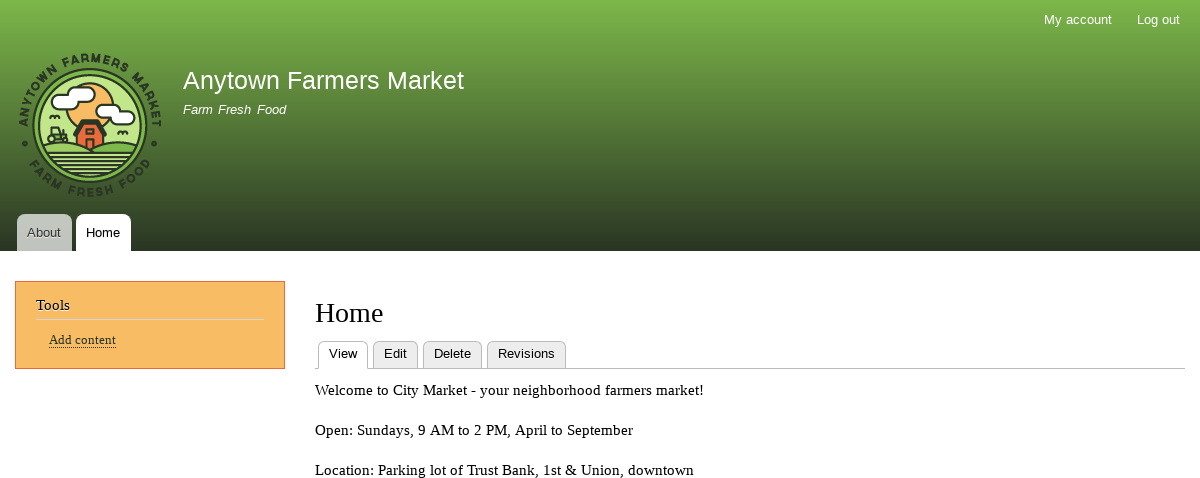 My account Log out
ANYTOWN FARMERS MARKET
FARM FRESH FOOD
Anytown Farmers Market
Farm Fresh Food
About Home
Tools
Add content
Home
View Edit Delete Revisions
Welcome to City Market - your neighborhood farmers market!
Open: Sundays, 9 AM to 2 PM, April to September
Location: Parking lot of Trust Bank, 1st & Union, downtown